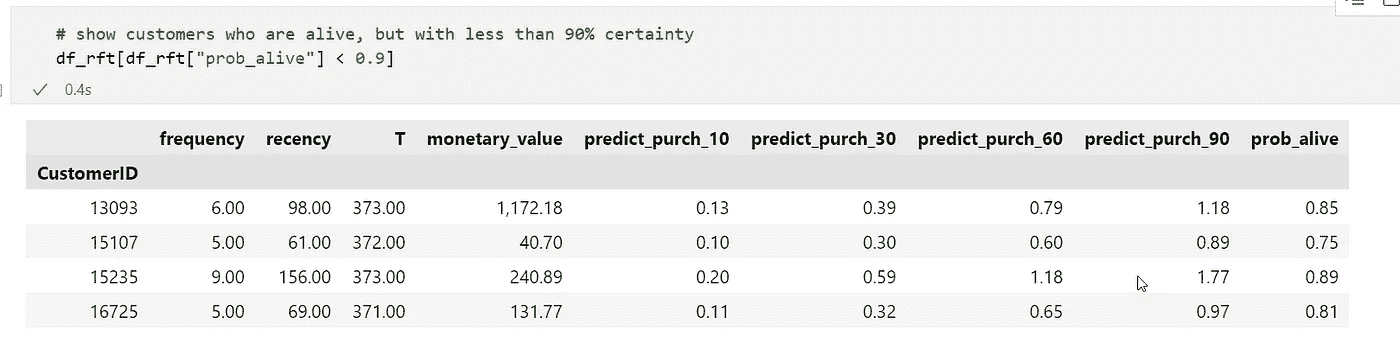 # show customers who are alive, but with less than 90% certainty
df_rft[df_rft["prob_alive"] < 0.9]
0.4s
frequency recency T monetary_value predict_purch_10 predict_purch_30 predict_purch_60 predict_purch_90 prob_alive
CustomerID
13093 6.00 98.00 373.00 1,172.18 0.13 0.39 0.79 1.18 0.85
15107 5.00 61.00 372.00 40.70 0.10 0.30 0.60 0.89 0.75
15235 9.00 156.00 373.00 240.89 0.20 0.59 1.18 1.77 0.89
16725 5.00 69.00 371.00 131.77 0.11 0.32 0.65 0.97 0.81